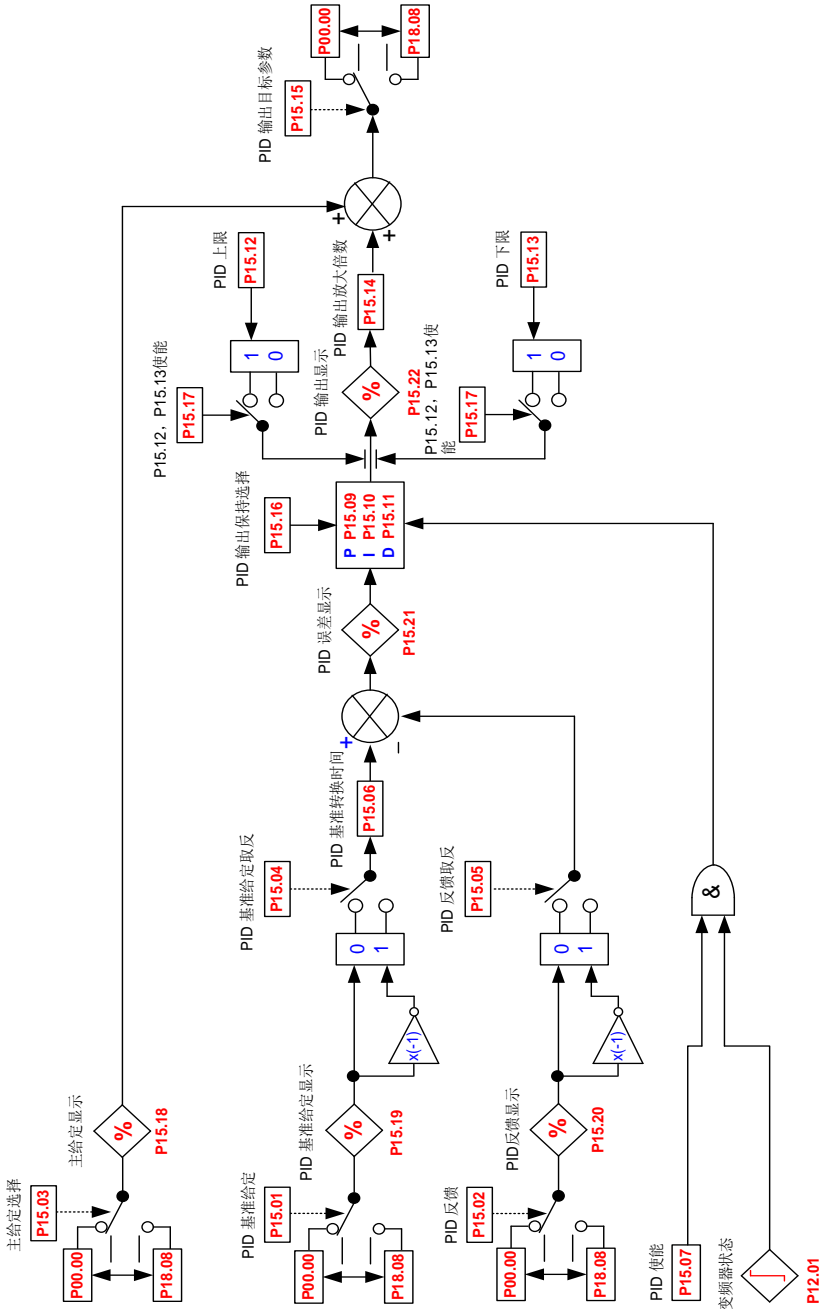 主给定选择
P15.03
P00.00
P18.08
主给定显示
%
P15.18
PID 基准给定
P15.01
P00.00
P18.08
PID 基准给定显示
%
P15.19
x(-1)
0
1
PID 基准给定取反
P15.04
PID 基准转换时间
P15.06
+
−
PID 反馈
P15.02
P00.00
P18.08
PID反馈显示
%
P15.20
x(-1)
0
1
PID 反馈取反
P15.05
PID 误差显示
%
P15.21
PID 输出保持选择
P15.16
P P15.09
I P15.10
D P15.11
P15.12，P15.13使能
P15.17
1
0
PID 上限
P15.12
PID 输出显示
%
P15.22
P15.12，P15.13使
能
P15.17
1
0
PID 下限
P15.13
PID 输出放大倍数
P15.14
+
+
PID 输出目标参数
P15.15
P00.00
P18.08
PID 使能
P15.07
变频器状态
P12.01
&